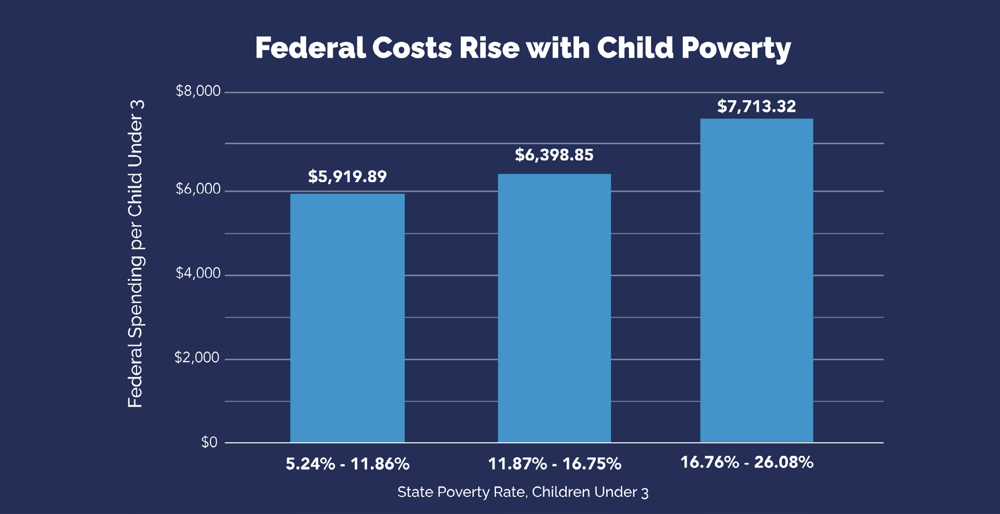 Federal Costs Rise with Child Poverty
Federal Spending per Child Under 3
$8,000
$6,000
$4,000
$2,000
$0
$5,919.89
$6,398.85
$7,713.32
5.24% - 11.86%
11.87% - 16.75%
16.76% - 26.08%
State Poverty Rate, Children Under 3